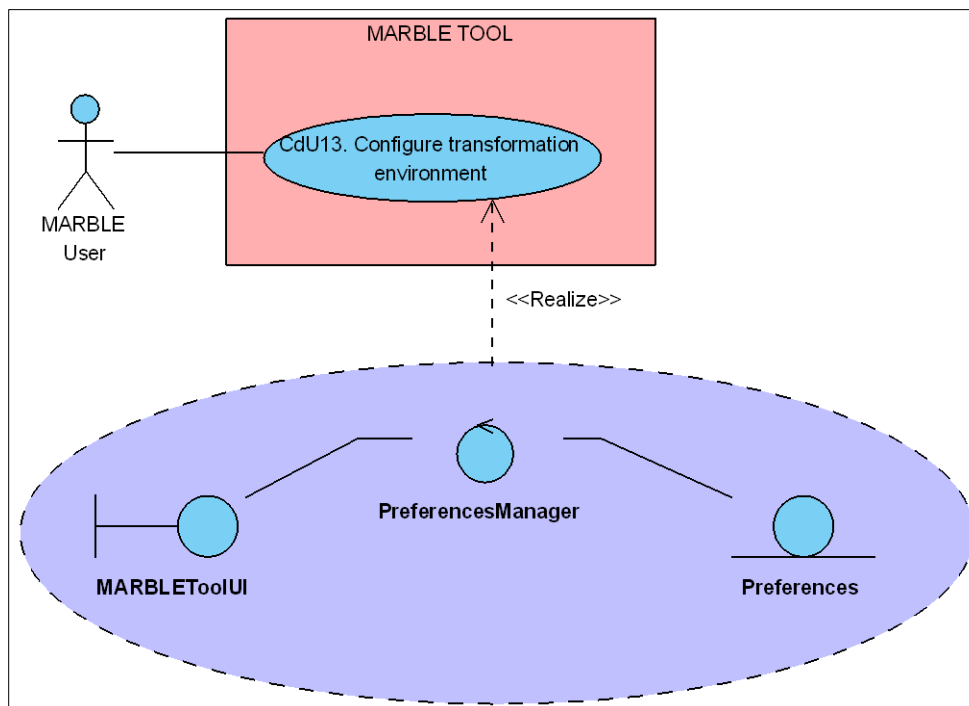 MARBLE TOOL
CdU13. Configure transformation
environment
MARBLE
User
<<Realize>>
PreferencesManager
MARBLEToolUI
Preferences